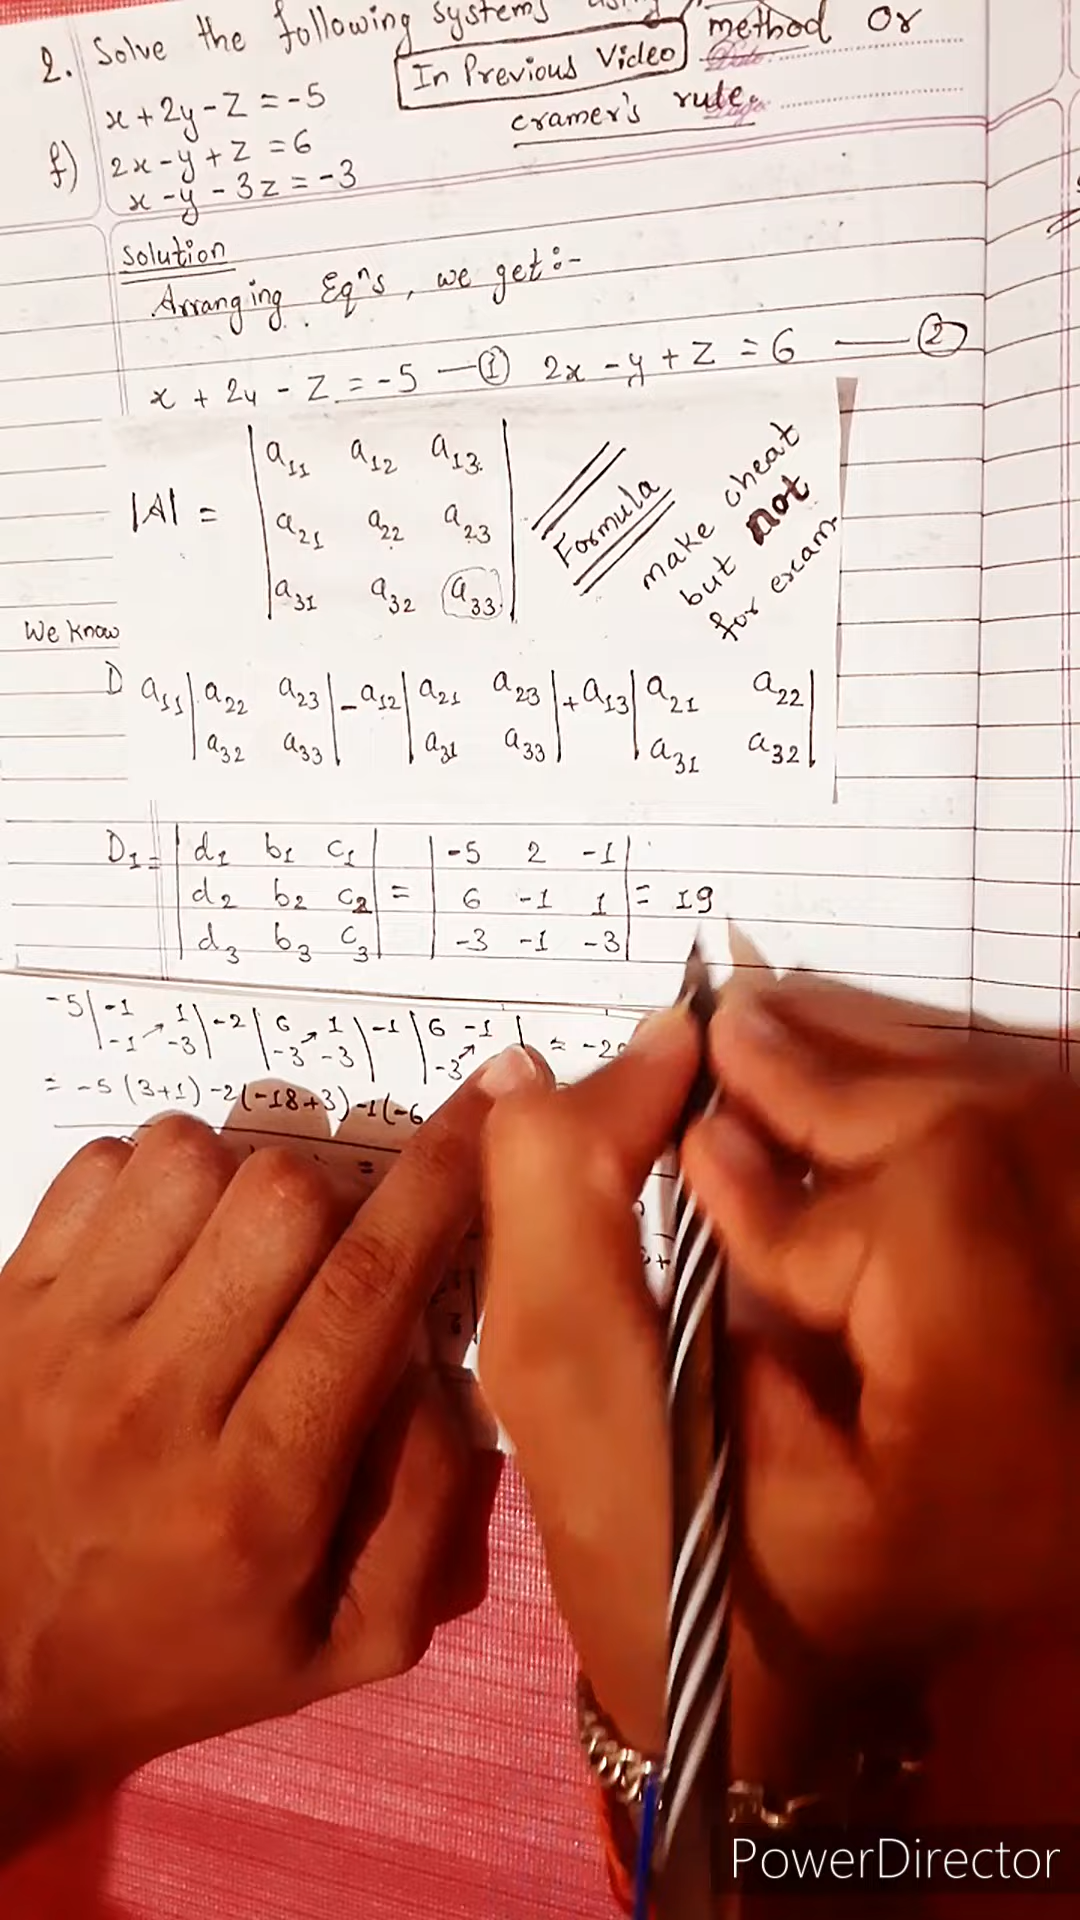 2. Solve the following systems
In Previous Video
method Or
cramer's rule.
x + 2y - z = -5
f) 2x - y + z = 6
x - y - 3z = -3
Solution
Arranging Eqⁿs, we get :-
x + 2y - z = -5 — ① 2x - y + z = 6 — ②
|A| = | a11 a12 a13 |
| a21 a22 a23 |
| a31 a32 a33 |
Formula
make cheat
but not
for exam
We know
D a11 | a22 a23 | - a12 | a21 a23 | + a13 | a21 a22 |
| a32 a33 | | a31 a33 | | a31 a32 |
D1 = | d1 b1 c1 | = | -5 2 -1 | = 19
| d2 b2 c2 | | 6 -1 1 |
| d3 b3 c3 | | -3 -1 -3 |
-5 | -1 1 | -2 | 6 1 | -1 | 6 -1 | = -2
| -1 -3 | | -3 -3 | | -3
= -5 (3+1) -2 (-18+3) -1 (-6
PowerDirector